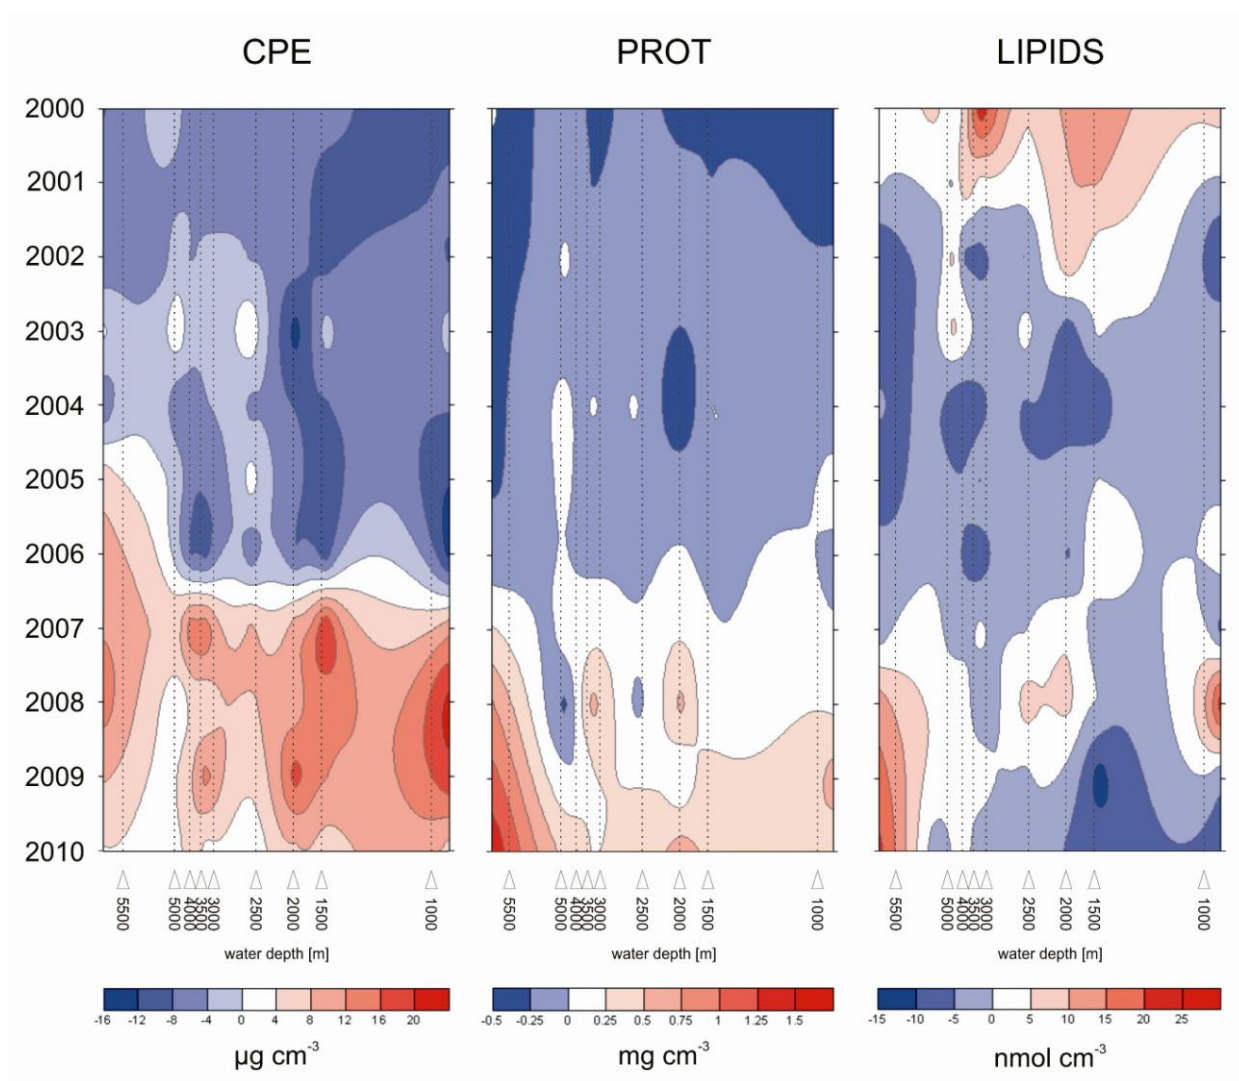 CPE PROT LIPIDS
2000
2001
2002
2003
2004
2005
2006
2007
2008
2009
2010
5500 5000 4000 3500 3000 2500 2000 1500 1000 5500 5000 4000 3500 3000 2500 2000 1500 1000 5500 5000 4000 3500 3000 2500 2000 1500 1000
water depth [m] water depth [m] water depth [m]
-16 -12 -8 -4 0 4 8 12 16 20 -0.5 -0.25 0 0.25 0.5 0.75 1 1.25 1.5 -15 -10 -5 0 5 10 15 20 25
µg cm⁻³ mg cm⁻³ nmol cm⁻³